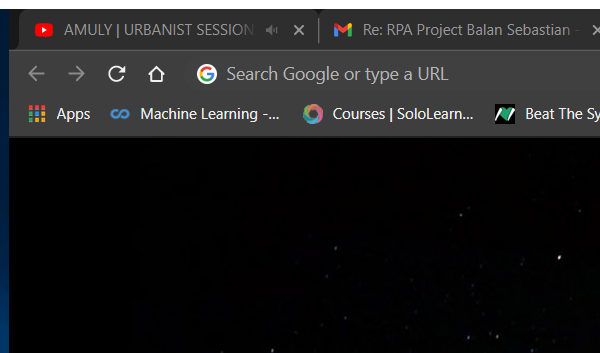 AMULY | URBANIST SESSION Re: RPA Project Balan Sebastian -
Search Google or type a URL
Apps Machine Learning -... Courses | SoloLearn... Beat The Sy